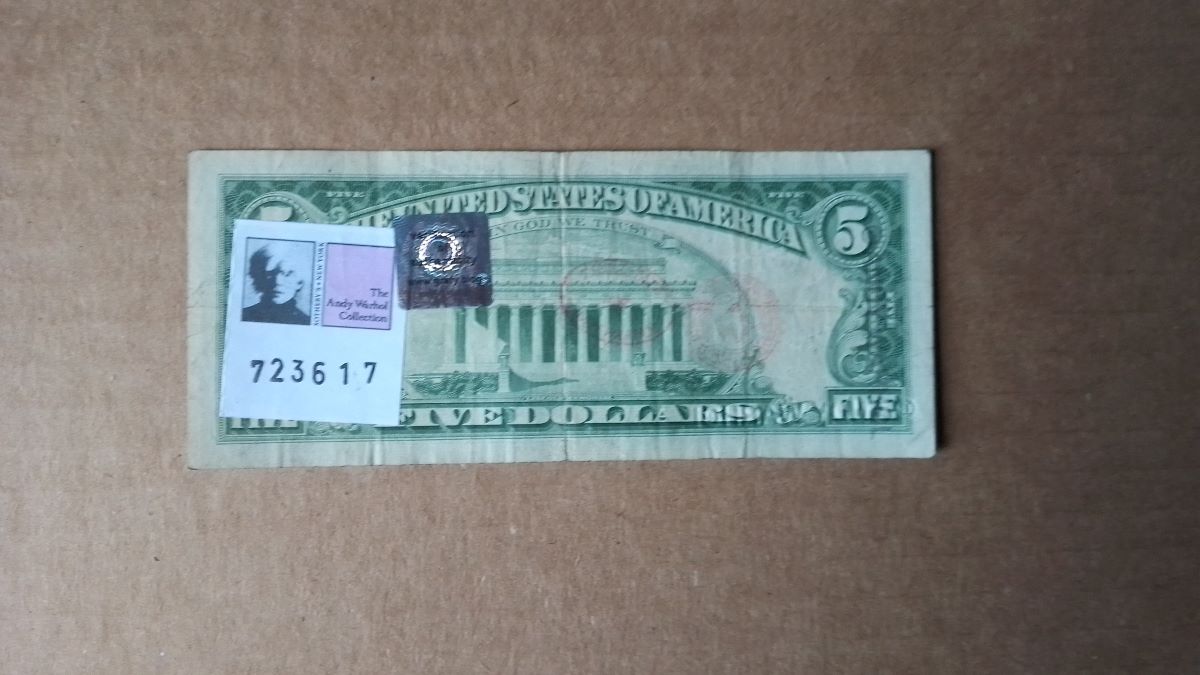 FIVE
FIVE
THE UNITED STATES OF AMERICA
5
IN GOD WE TRUST
SOTHEBY'S • NEW YORK
The
Andy Warhol
Collection
723617
FIVE DOLLARS
FIVE